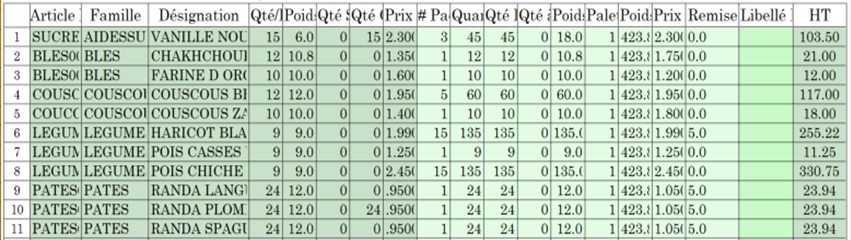 Article Famille Désignation Qté/ Poids Qté Qté Prix # Pa Quan Qté Qté Poids Pale Poids Prix Remise Libellé HT
1 SUCRE AIDESSU VANILLE NOU 15 6.0 0 15 2.300 3 45 45 0 18.0 1 423.8 2.300 0.0 103.50
2 BLES00 BLES CHAKHCHOU 12 10.8 0 0 1.350 1 12 12 0 10.8 1 423.8 1.750 0.0 21.00
3 BLES00 BLES FARINE D ORG 10 10.0 0 0 1.600 1 10 10 0 10.0 1 423.8 1.200 0.0 12.00
4 COUSC COUSCOU COUSCOUS BI 12 12.0 0 0 1.950 5 60 60 0 60.0 1 423.8 1.950 0.0 117.00
5 COUCC COUSCOU COUSCOUS ZA 10 10.0 0 0 1.400 1 10 10 0 10.0 1 423.8 1.800 0.0 18.00
6 LEGUM LEGUME HARICOT BLA 9 9.0 0 0 1.990 15 135 135 0 135.0 1 423.8 1.990 5.0 255.22
7 LEGUM LEGUME POIS CASSES 9 9.0 0 0 1.250 1 9 9 0 9.0 1 423.8 1.250 0.0 11.25
8 LEGUM LEGUME POIS CHICHE 9 9.0 0 0 2.450 15 135 135 0 135.0 1 423.8 2.450 0.0 330.75
9 PATES PATES RANDA LANG 24 12.0 0 0 .9500 1 24 24 0 12.0 1 423.8 1.050 5.0 23.94
10 PATES PATES RANDA PLOM 24 12.0 0 24 .9500 1 24 24 0 12.0 1 423.8 1.050 5.0 23.94
11 PATES PATES RANDA SPAGU 24 12.0 0 0 .9500 1 24 24 0 12.0 1 423.8 1.050 5.0 23.94